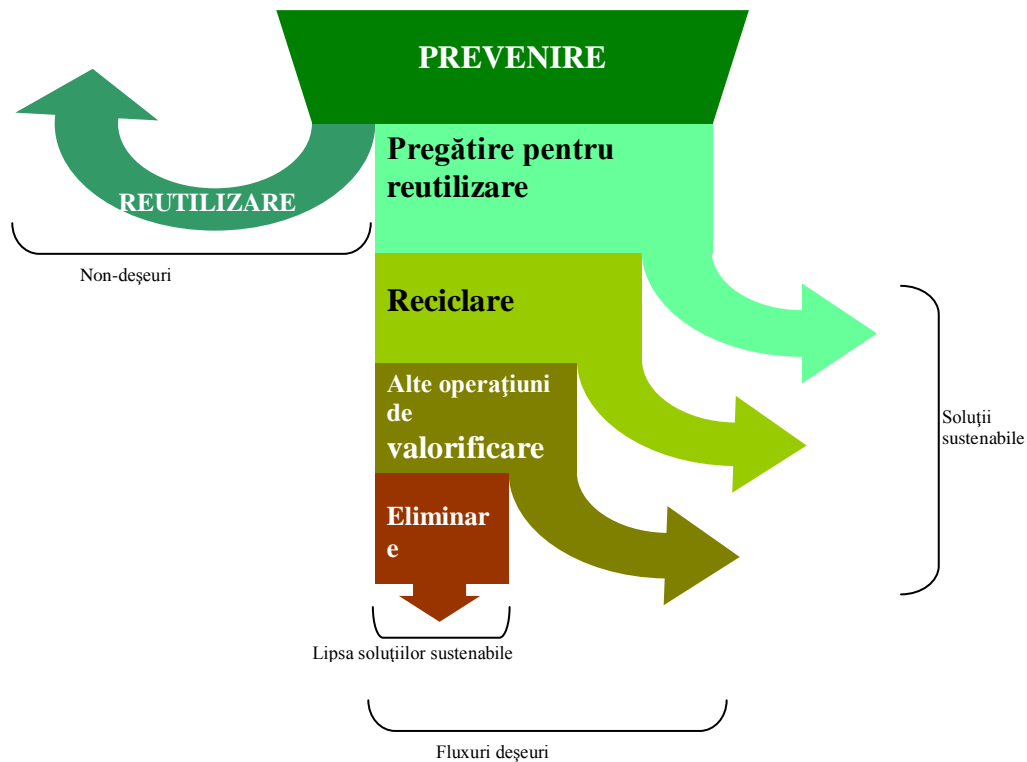 PREVENIRE
Pregătire pentru
reutilizare
REUTILIZARE
Non-deşeuri
Reciclare
Alte operaţiuni
de
valorificare
Soluţii
sustenabile
Eliminar
e
Lipsa soluţiilor sustenabile
Fluxuri deşeuri